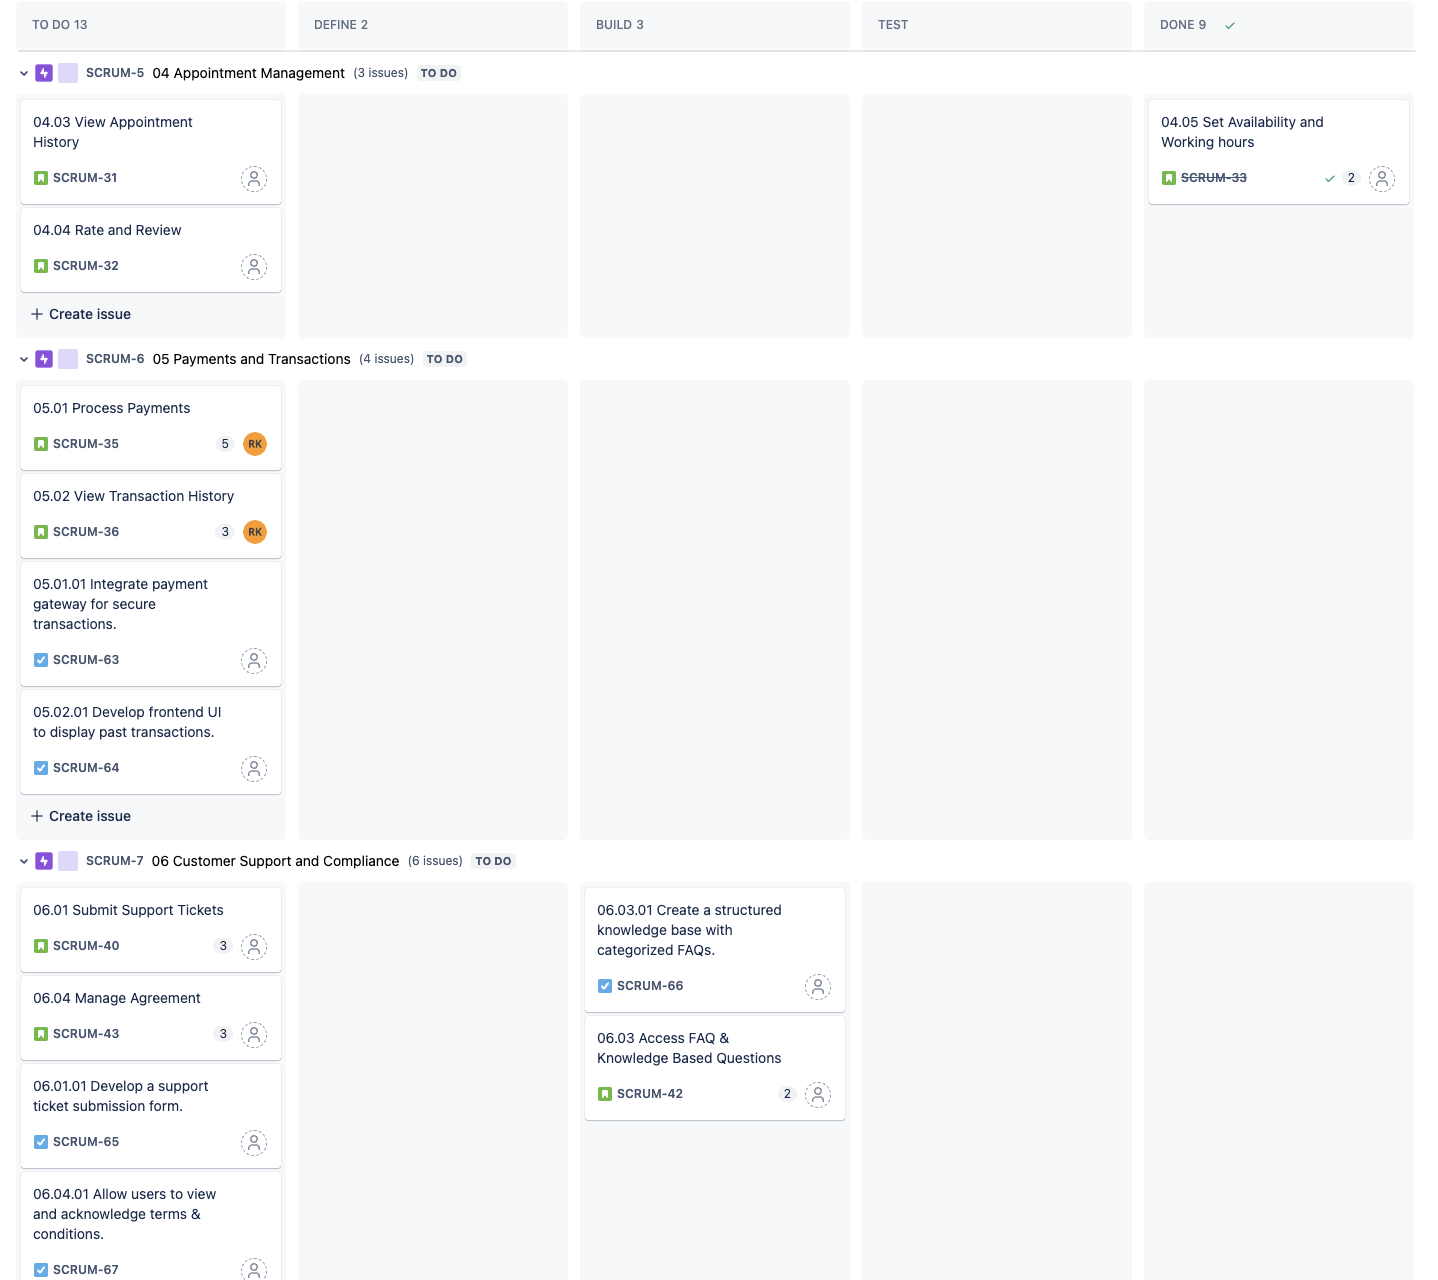 TO DO 13
DEFINE 2
BUILD 3
TEST
DONE 9
SCRUM-5 04 Appointment Management (3 issues) TO DO
04.03 View Appointment
History
SCRUM-31
04.04 Rate and Review
SCRUM-32
Create issue
04.05 Set Availability and
Working hours
SCRUM-33 2
SCRUM-6 05 Payments and Transactions (4 issues) TO DO
05.01 Process Payments
SCRUM-35 5 RK
05.02 View Transaction History
SCRUM-36 3 RK
05.01.01 Integrate payment
gateway for secure
transactions.
SCRUM-63
05.02.01 Develop frontend UI
to display past transactions.
SCRUM-64
Create issue
SCRUM-7 06 Customer Support and Compliance (6 issues) TO DO
06.01 Submit Support Tickets
SCRUM-40 3
06.04 Manage Agreement
SCRUM-43 3
06.01.01 Develop a support
ticket submission form.
SCRUM-65
06.04.01 Allow users to view
and acknowledge terms &
conditions.
SCRUM-67
06.03.01 Create a structured
knowledge base with
categorized FAQs.
SCRUM-66
06.03 Access FAQ &
Knowledge Based Questions
SCRUM-42 2